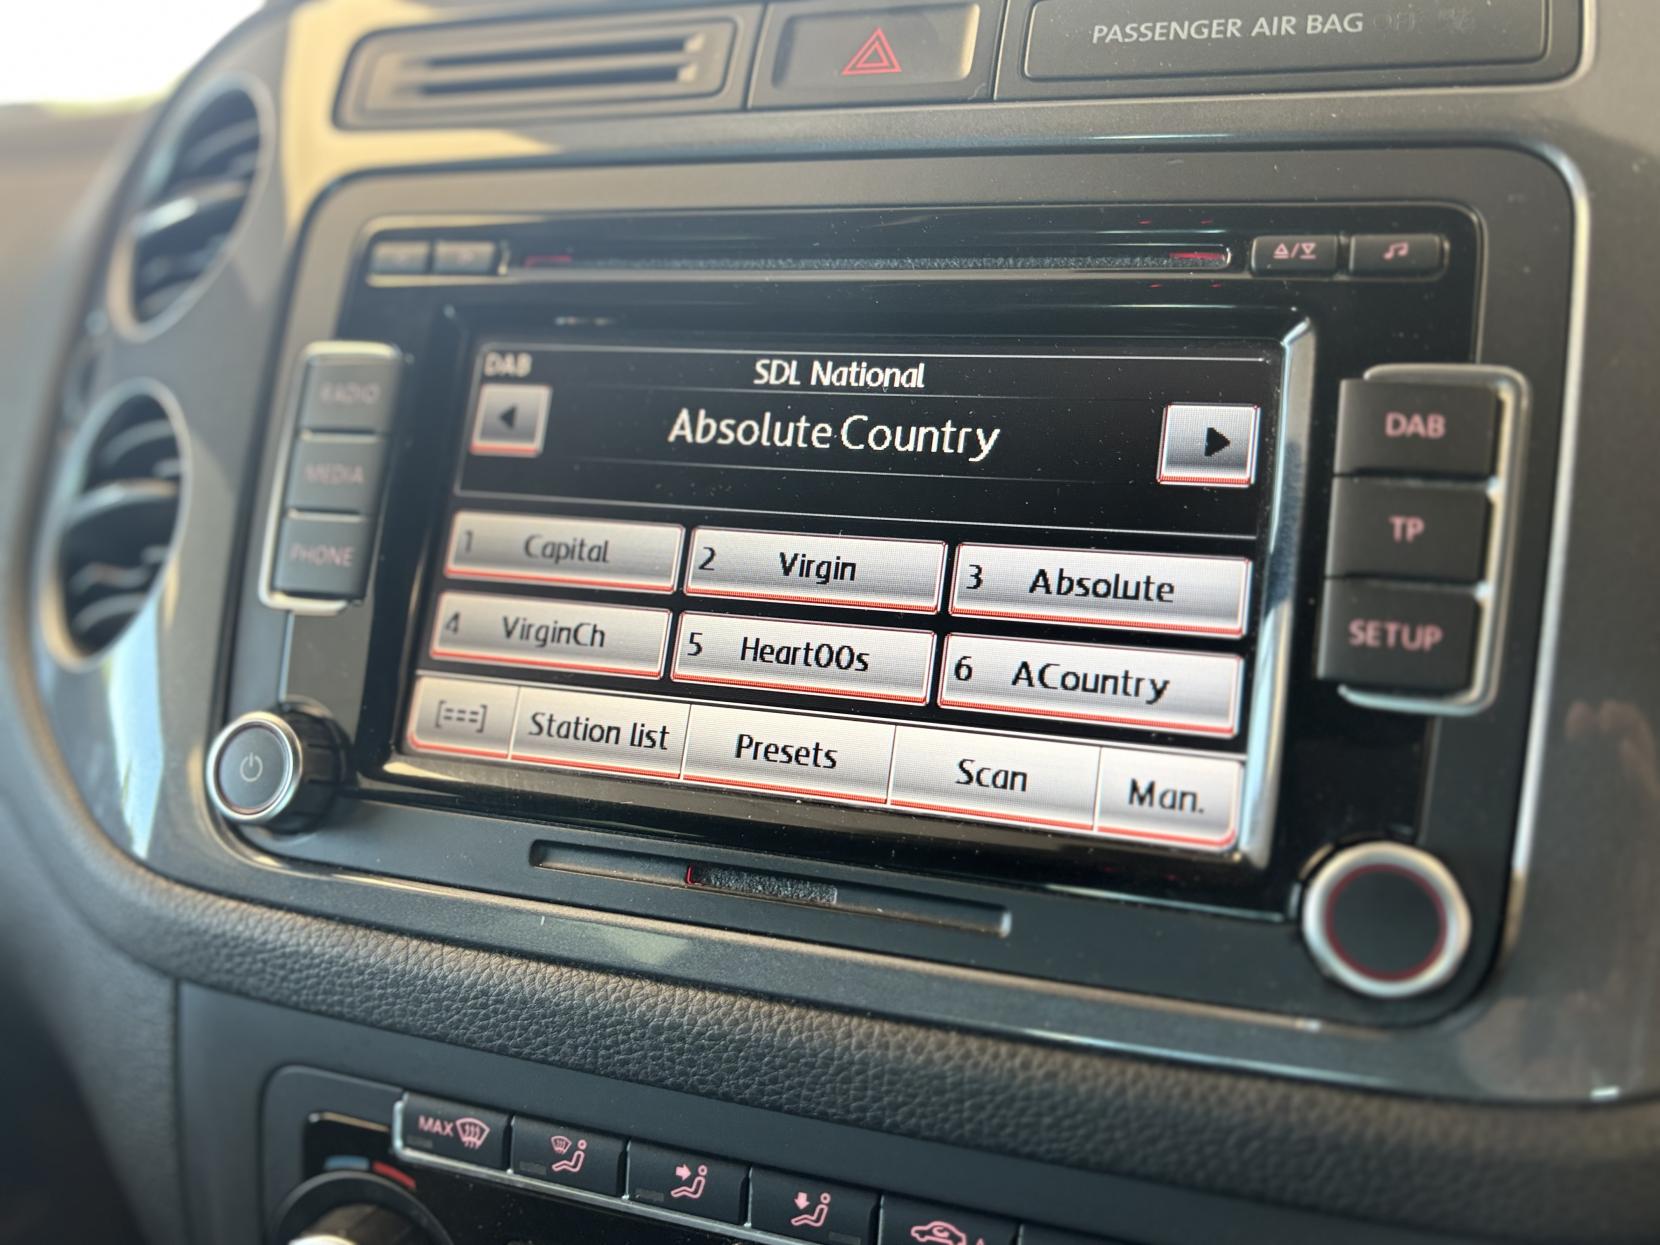 PASSENGER AIR BAG
RADIO
MEDIA
PHONE
DAB
SDL National
Absolute Country
1 Capital
2 Virgin
3 Absolute
4 VirginCh
5 Heart00s
6 ACountry
[===]
Station list
Presets
Scan
Man.
DAB
TP
SETUP
MAX